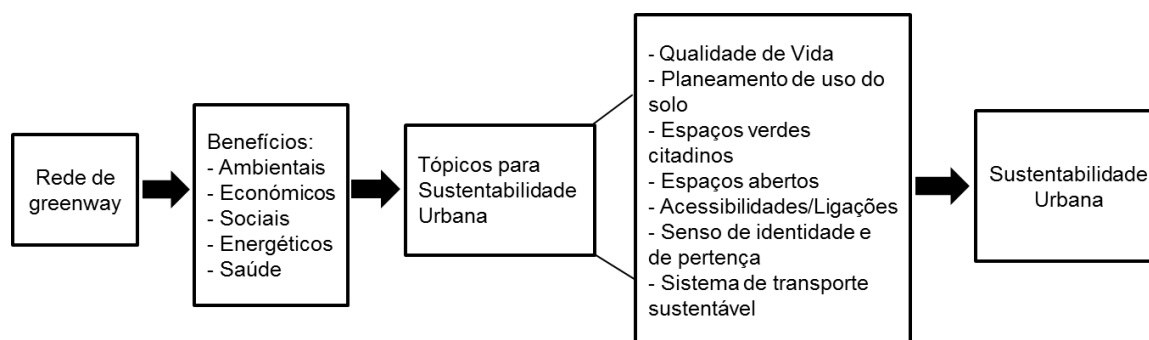 Rede de
greenway
Benefícios:
- Ambientais
- Económicos
- Sociais
- Energéticos
- Saúde
Tópicos para
Sustentabilidade
Urbana
- Qualidade de Vida
- Planeamento de uso do
solo
- Espaços verdes
citadinos
- Espaços abertos
- Acessibilidades/Ligações
- Senso de identidade e
de pertença
- Sistema de transporte
sustentável
Sustentabilidade
Urbana